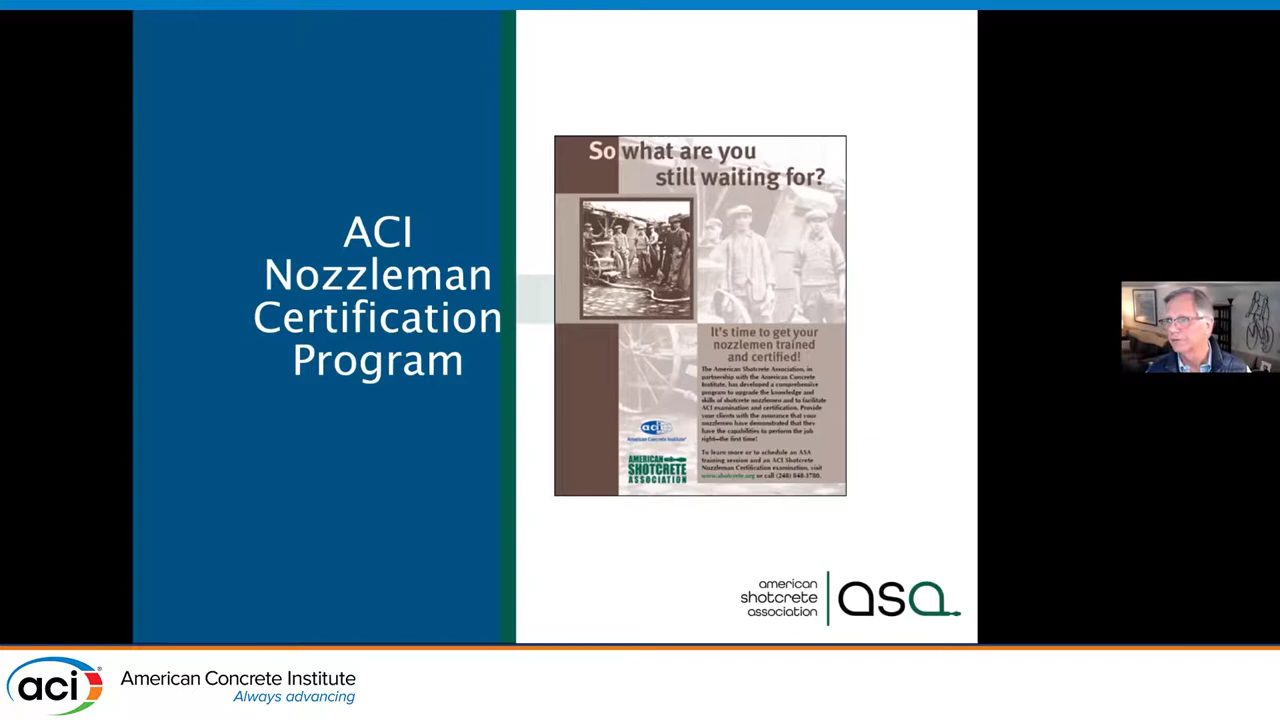 ACI
Nozzleman
Certification
Program
So what are you
still waiting for?
It's time to get your
nozzlemen trained
and certified!
The American Shotcrete Association, in
partnership with the American Concrete
Institute, has developed a comprehensive
program to upgrade the knowledge and
skills of shotcrete nozzlemen and to facilitate
ACI examination and certification. Provide
your clients with the assurance that your
nozzlemen have demonstrated that they
have the capabilities to perform the job
right—the first time!
To learn more or to schedule an ASA
training session and an ACI Shotcrete
Nozzleman Certification examination, visit
www.shotcrete.org or call (248) 848-3780.
aci
American Concrete Institute®
AMERICAN
SHOTCRETE
ASSOCIATION
american
shotcrete
association
asa
aci®
American Concrete Institute
Always advancing